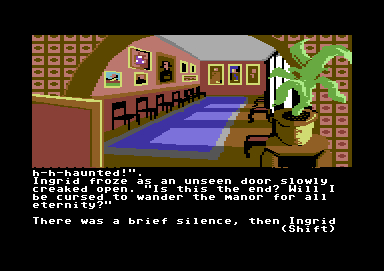 h-h-haunted!".
Ingrid froze as an unseen door slowly
creaked open. "Is this the end? Will I
be cursed to wander the manor for all
eternity?"
There was a brief silence, then Ingrid
(Shift)